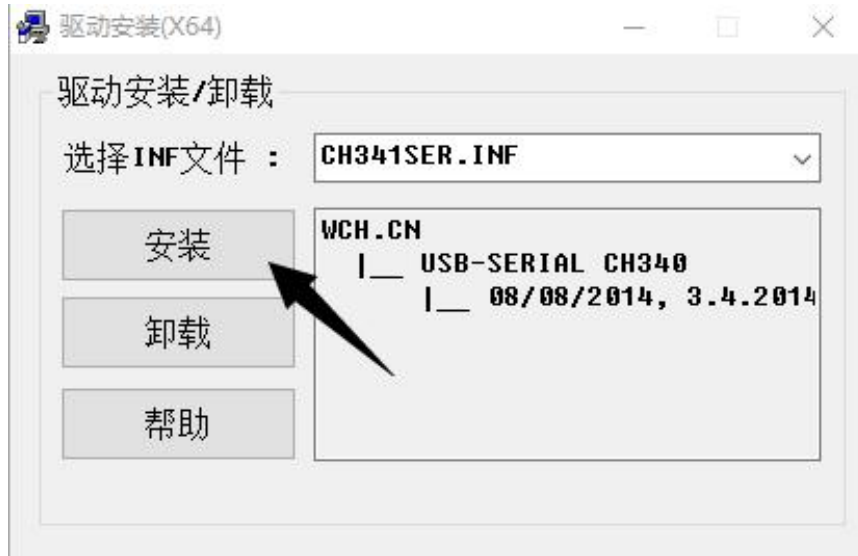 驱动安装(X64)
驱动安装/卸载
选择INF文件 : CH341SER.INF
安装
WCH.CN
|__ USB-SERIAL CH340
|__ 08/08/2014, 3.4.2014
卸载
帮助